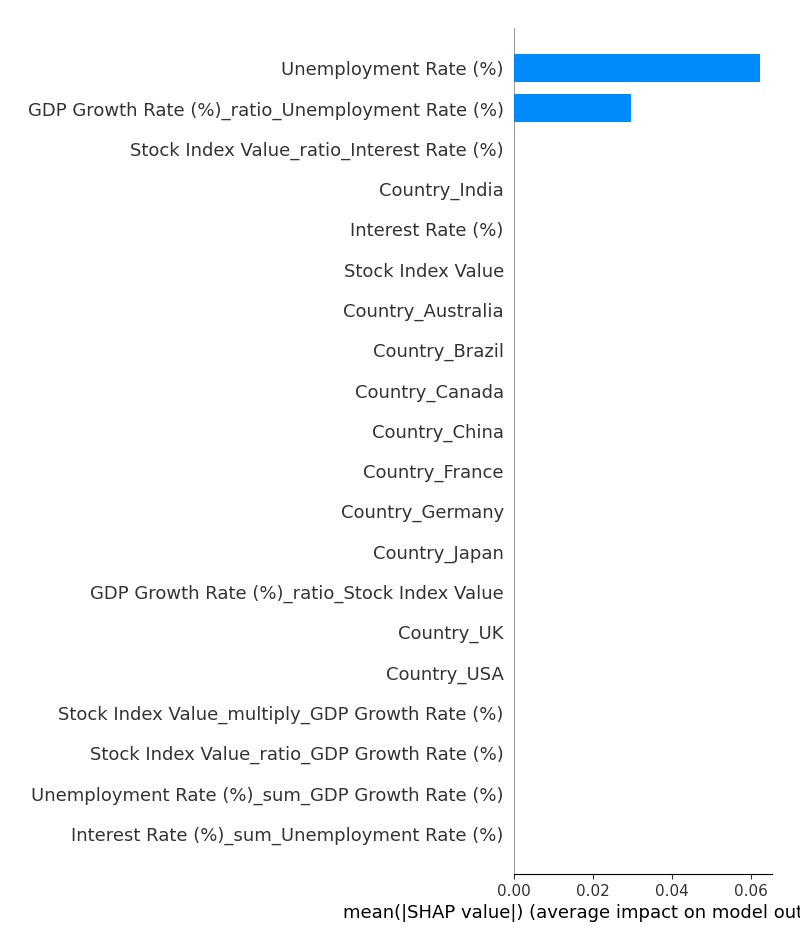 Unemployment Rate (%)
GDP Growth Rate (%)_ratio_Unemployment Rate (%)
Stock Index Value_ratio_Interest Rate (%)
Country_India
Interest Rate (%)
Stock Index Value
Country_Australia
Country_Brazil
Country_Canada
Country_China
Country_France
Country_Germany
Country_Japan
GDP Growth Rate (%)_ratio_Stock Index Value
Country_UK
Country_USA
Stock Index Value_multiply_GDP Growth Rate (%)
Stock Index Value_ratio_GDP Growth Rate (%)
Unemployment Rate (%)_sum_GDP Growth Rate (%)
Interest Rate (%)_sum_Unemployment Rate (%)
0.00 0.02 0.04 0.06
mean(|SHAP value|) (average impact on model out